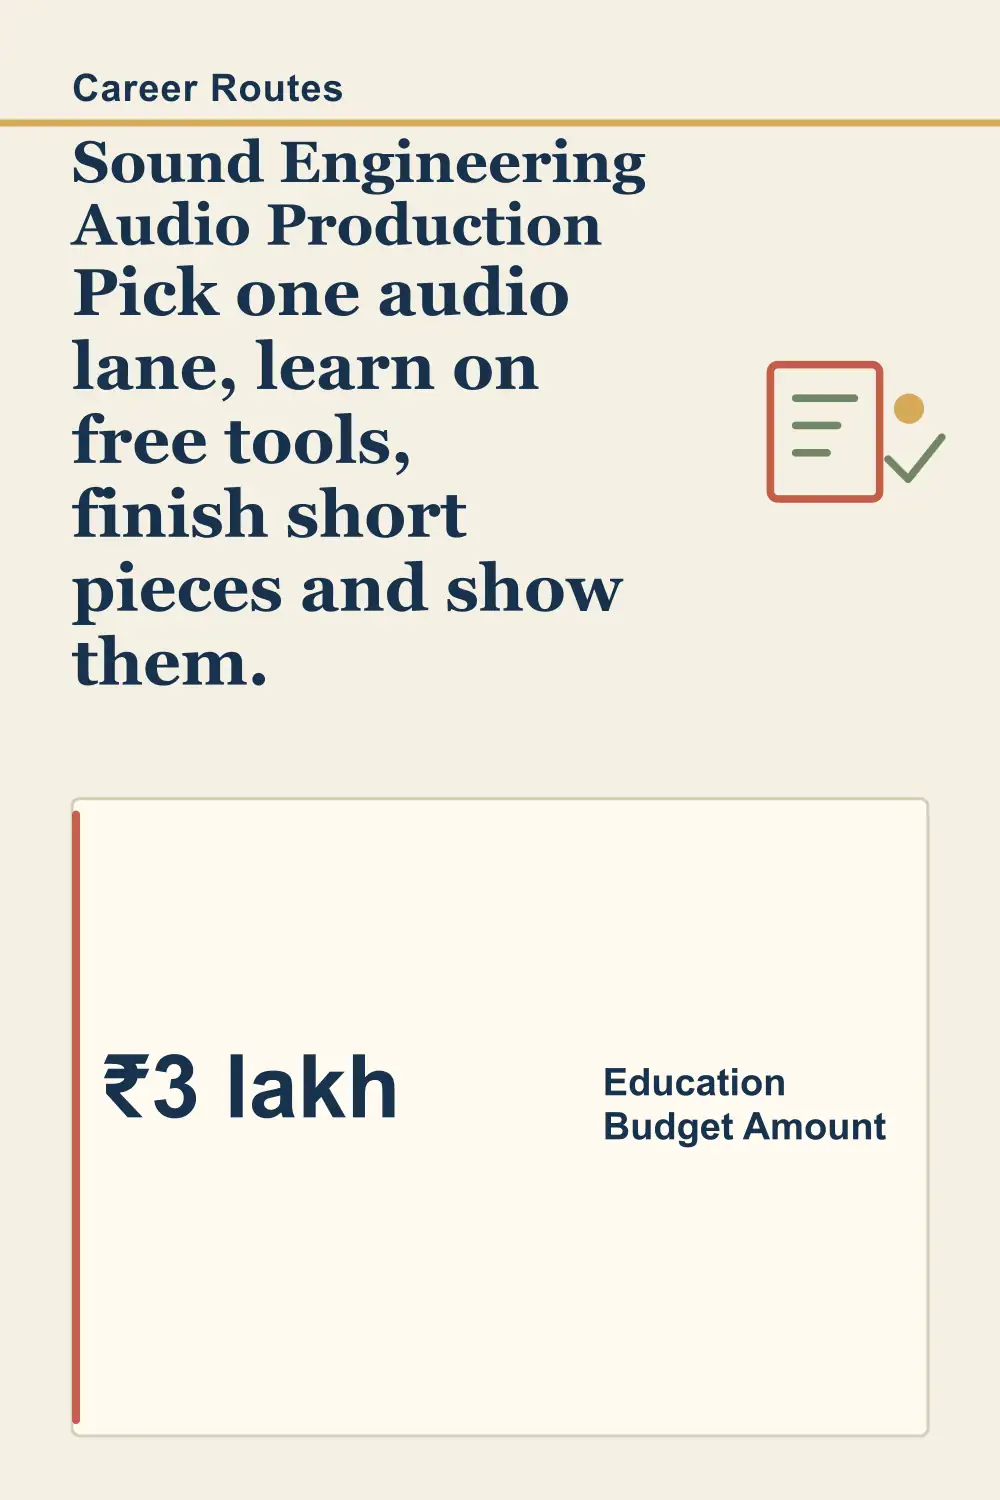 Career Routes
Sound Engineering
Audio Production
Pick one audio
lane, learn on
free tools,
finish short
pieces and show
them.
₹3 lakh
Education
Budget Amount